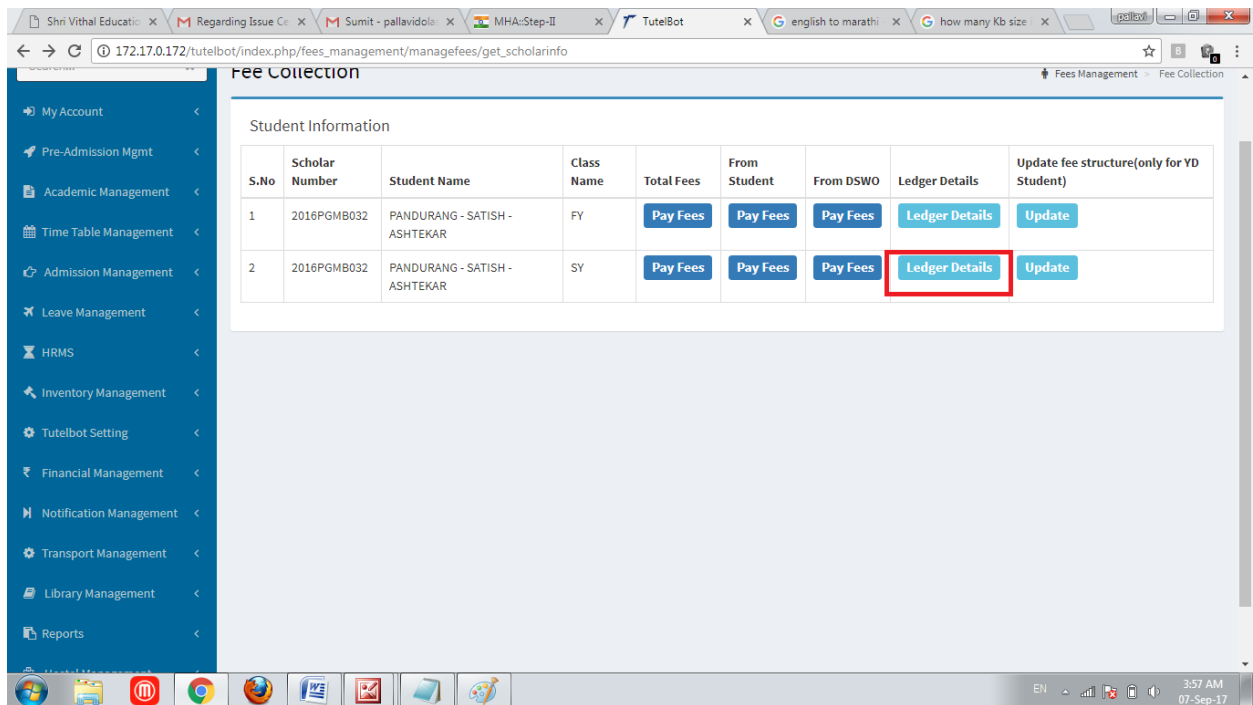 Shri Vithal Educatio
Regarding Issue Ce
Sumit - pallavidolas
MHA::Step-II
TutelBot
english to marathi
how many Kb size i
pallavi
172.17.0.172/tutelbot/index.php/fees_management/managefees/get_scholarinfo
Fee Collection
Fees Management > Fee Collection
My Account
Pre-Admission Mgmt
Academic Management
Time Table Management
Admission Management
Leave Management
HRMS
Inventory Management
Tutelbot Setting
Financial Management
Notification Management
Transport Management
Library Management
Reports
Student Information
S.No Scholar Number Student Name Class Name Total Fees From Student From DSWO Ledger Details Update fee structure(only for YD Student)
1 2016PGMB032 PANDURANG - SATISH - ASHTEKAR FY Pay Fees Pay Fees Pay Fees Ledger Details Update
2 2016PGMB032 PANDURANG - SATISH - ASHTEKAR SY Pay Fees Pay Fees Pay Fees Ledger Details Update
EN
3:57 AM
07-Sep-17